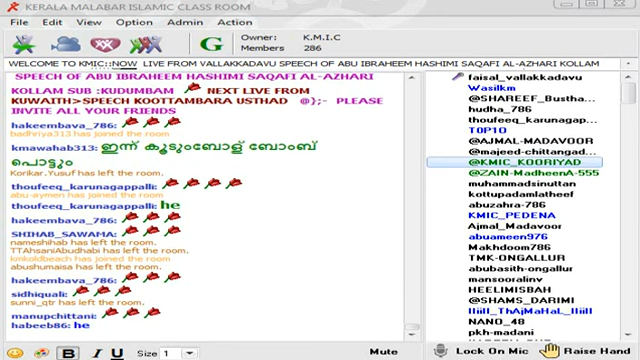 KERALA MALABAR ISLAMIC CLASS ROOM
File Edit View Option Admin Action
Owner:
K.M.I.C
Members
286
WELCOME TO KMIC:::NOW LIVE FROM VALLAKKADAVU SPEECH OF ABU IBRAHEEM HASHIMI SAQAFI AL-AZHARI KOLLAM
SPEECH OF ABU IBRAHEEM HASHIMI SAQAFI AL-AZHARI
KOLLAM SUB :KUDUMBAM NEXT LIVE FROM
KUWAITH>SPEECH KOOTTAMBARA USTHAD @};- PLEASE
INVITE ALL YOUR FRIENDS
hakeembava_786:
badhriya313 has joined the room
kmawahab313: ഇന്ന് കൂടുംബോള് ബോംബ്
പൊട്ടും
Korikar.Yusuf has left the room.
thoufeeq_karunagappalli:
abu-aymen has joined the room
thoufeeq_karunagappalli: he
hakeembava_786:
SHIHAB_SAWAMA:
nameshihab has left the room.
TTAhsaniAbudhabi has left the room.
kmkoldbeach has joined the room
abushumaisa has left the room.
hakeembava_786:
sidhiquali:
sunni_qtr has left the room.
manupchittani:
habeeb86: he
B I U Size 1 Mute
faisal_vallakkadavu
Wasilkm
@SHAREEF_Bustha...
hudha_786
thoufeeq_karunagap...
TOP10
@AJMAL-MADAVOOR
@majeed-chittangad...
@KMIC_KOORIYAD
@ZAIN-MadheenA-555
muhammadsinuttan
kottupadamlatheef
abuzahra-786
KMIC_PEDENA
Ajmal_Madavoor
abuameen976
Makhdoom786
TMK-ONGALLUR
abubasith-ongallur
mansooralinv
HEELIMISBAH
@SHAMS_DARIMI
NANO_48
pkh-madani
Lock On Mic Raise Hand